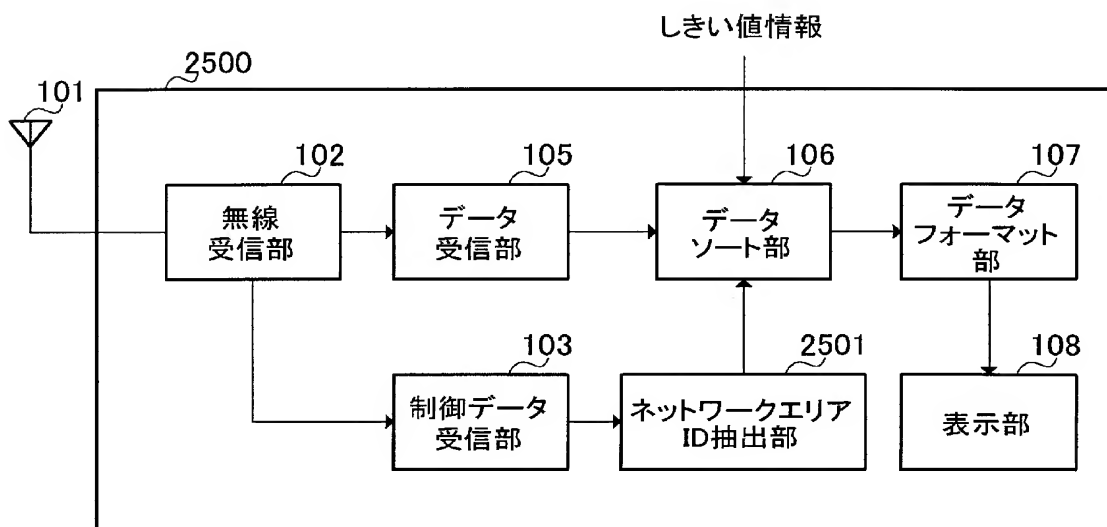 しきい値情報
2500
101
102
105
106
107
無線
受信部
データ
受信部
データ
ソート部
データ
フォーマット
部
103
2501
108
制御データ
受信部
ネットワークエリア
ID抽出部
表示部